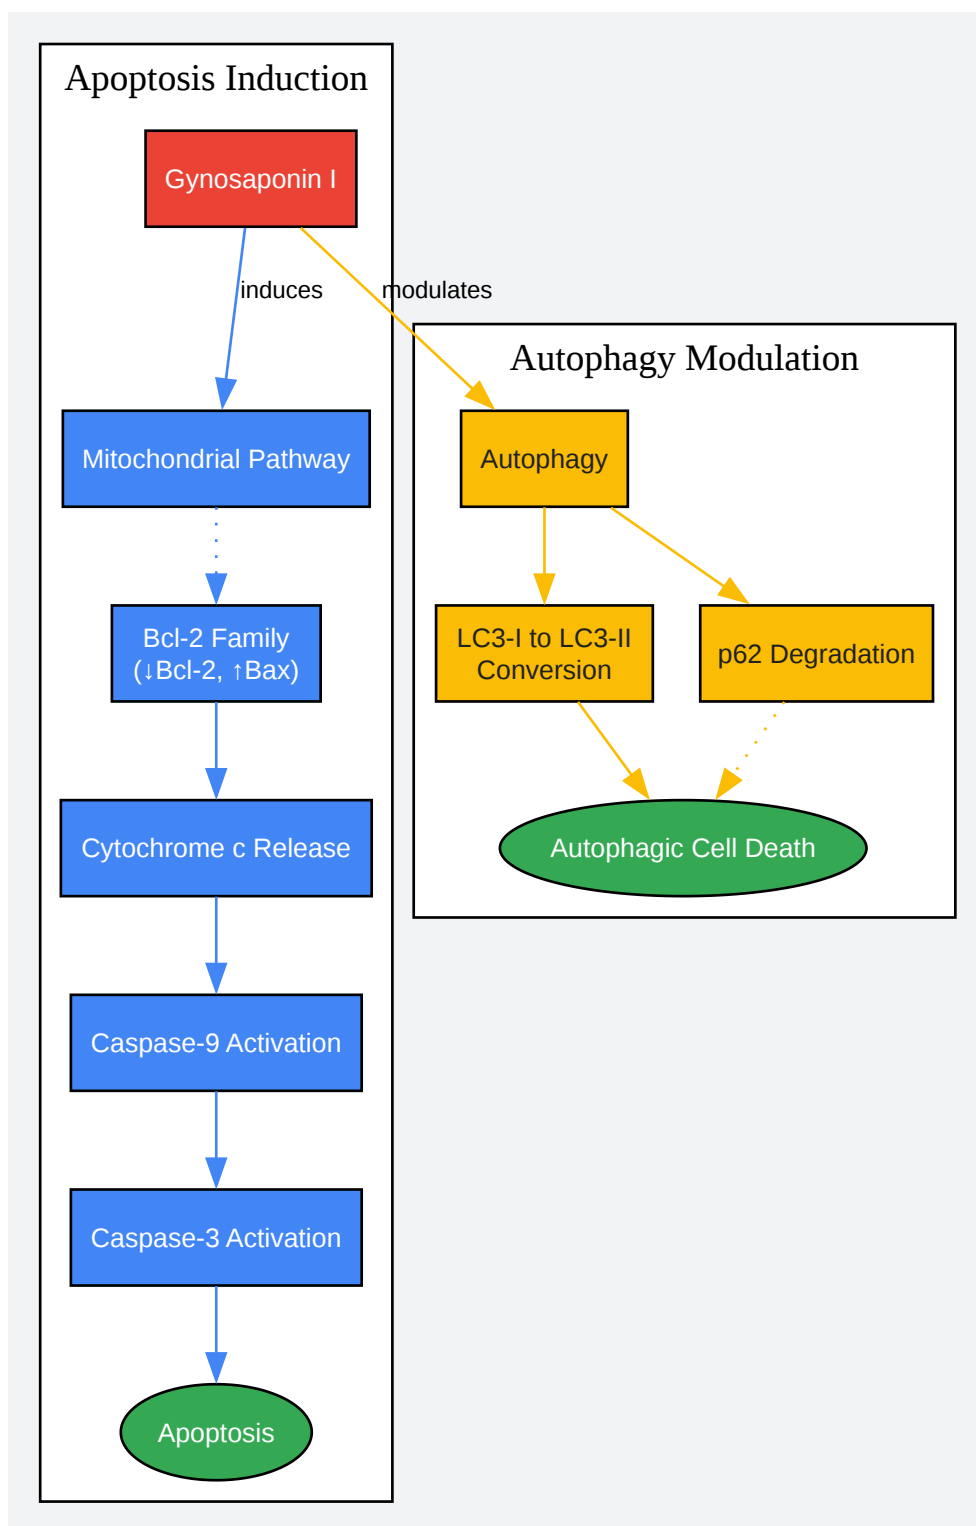 Apoptosis Induction
Gynosaponin I
induces
modulates
Autophagy Modulation
Mitochondrial Pathway
Autophagy
Bcl-2 Family
(↓Bcl-2, ↑Bax)
LC3-I to LC3-II
Conversion
p62 Degradation
Cytochrome c Release
Autophagic Cell Death
Caspase-9 Activation
Caspase-3 Activation
Apoptosis